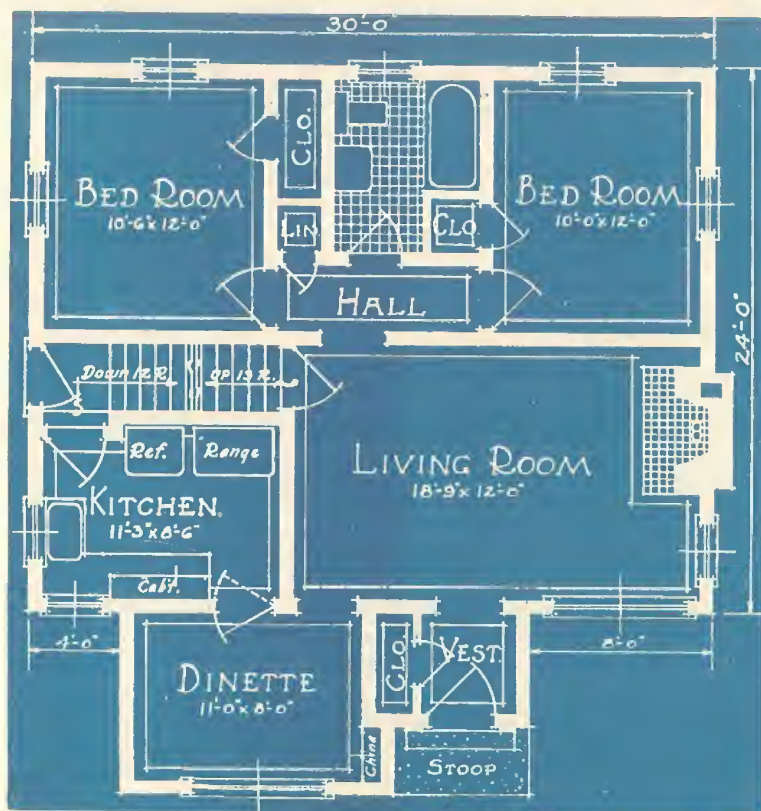 30'-0"
BED ROOM
10'-6" x 12'-0"
CLO.
BED ROOM
10'-0" x 12'-0"
LIN.
CLO.
HALL
24'-0"
DOWN 12 R.
UP 13 R.
Ref.
Range
LIVING ROOM
18'-9" x 12'-0"
KITCHEN.
11'-3" x 8'-6"
Cabt.
4'-0"
CLO.
VEST.
8'-0"
DINETTE
11'-0" x 8'-0"
China
STOOP